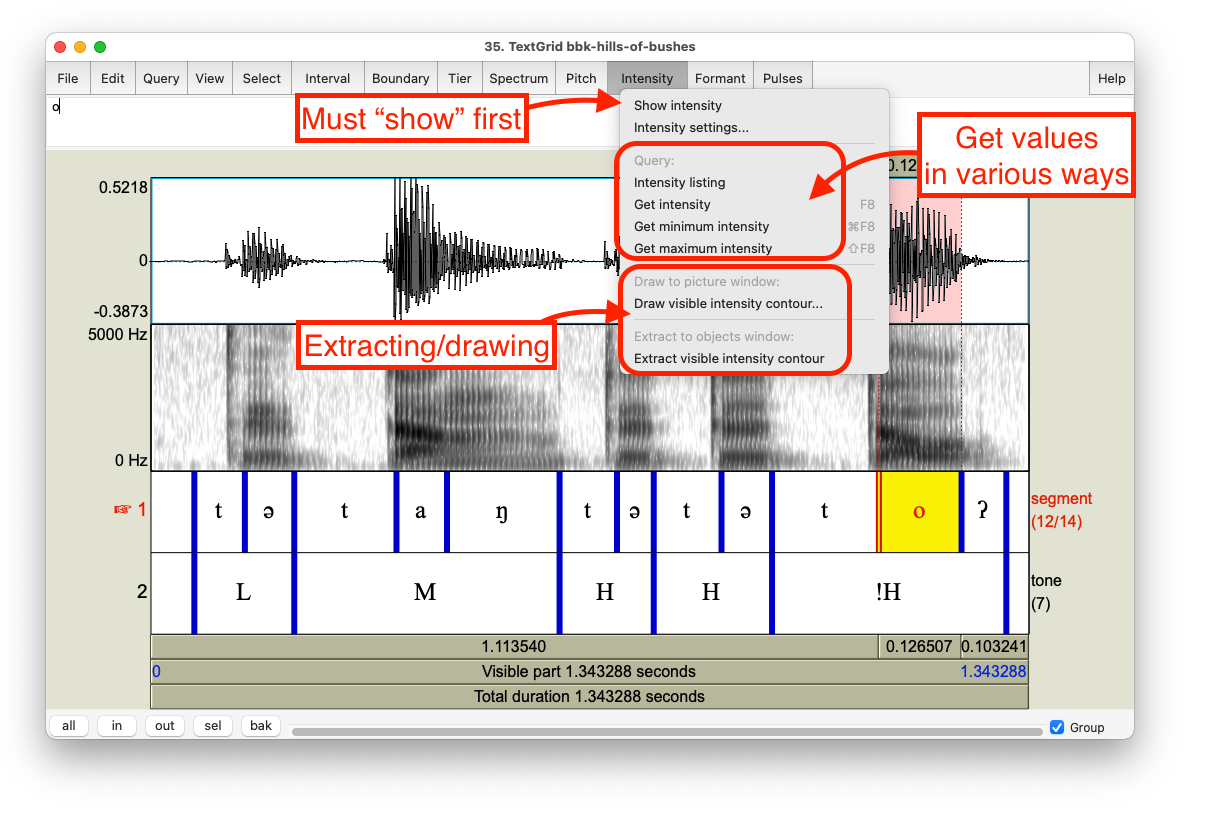 35. TextGrid bbk-hills-of-bushes
File Edit Query View Select Interval Boundary Tier Spectrum Pitch Intensity Formant Pulses Help
o
Must “show” first
Show intensity
Intensity settings...
Get values
in various ways
Query:
Intensity listing
Get intensity F8
Get minimum intensity ⌘F8
Get maximum intensity ⇧F8
Draw to picture window:
Draw visible intensity contour...
Extract to objects window:
Extract visible intensity contour
Extracting/drawing
0.12
0.5218
0
-0.3873
5000 Hz
0 Hz
☞ 1 t ə t a ŋ t ə t ə t o ʔ segment
(12/14)
2 L M H H !H tone
(7)
1.113540 0.126507 0.103241
0 Visible part 1.343288 seconds 1.343288
Total duration 1.343288 seconds
all in out sel bak Group